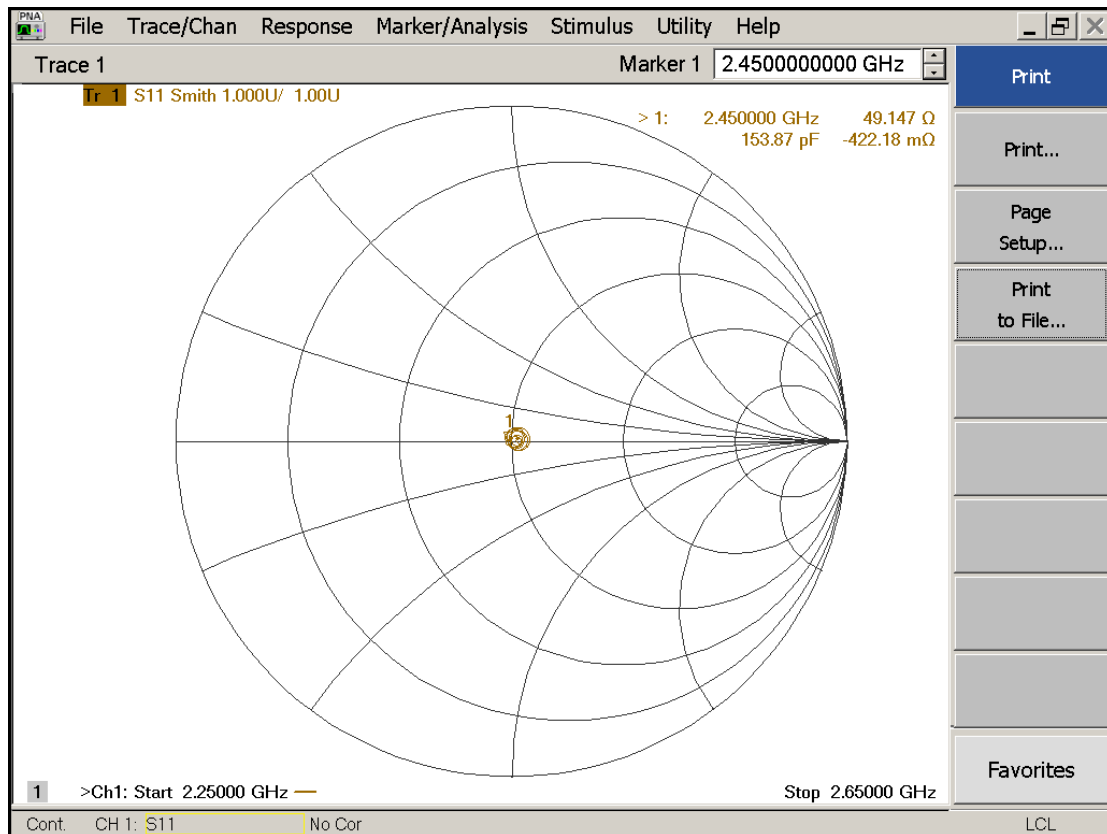 PNA File Trace/Chan Response Marker/Analysis Stimulus Utility Help
Trace 1 Marker 1 2.4500000000 GHz
Tr 1 S11 Smith 1.000U/ 1.00U
> 1: 2.450000 GHz 49.147 Ω
153.87 pF -422.18 mΩ
1
1 >Ch1: Start 2.25000 GHz Stop 2.65000 GHz
Cont. CH 1: S11 No Cor LCL
Print
Print...
Page
Setup...
Print
to File...
Favorites